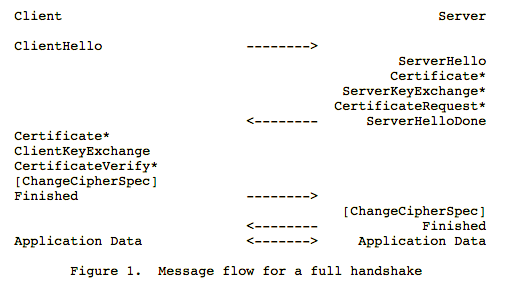 Client                                               Server

ClientHello                  -------->
                                                ServerHello
                                               Certificate*
                                         ServerKeyExchange*
                                        CertificateRequest*
                             <--------      ServerHelloDone
Certificate*
ClientKeyExchange
CertificateVerify*
[ChangeCipherSpec]
Finished                     -------->
                                         [ChangeCipherSpec]
                             <--------             Finished
Application Data             <------->     Application Data

       Figure 1.  Message flow for a full handshake